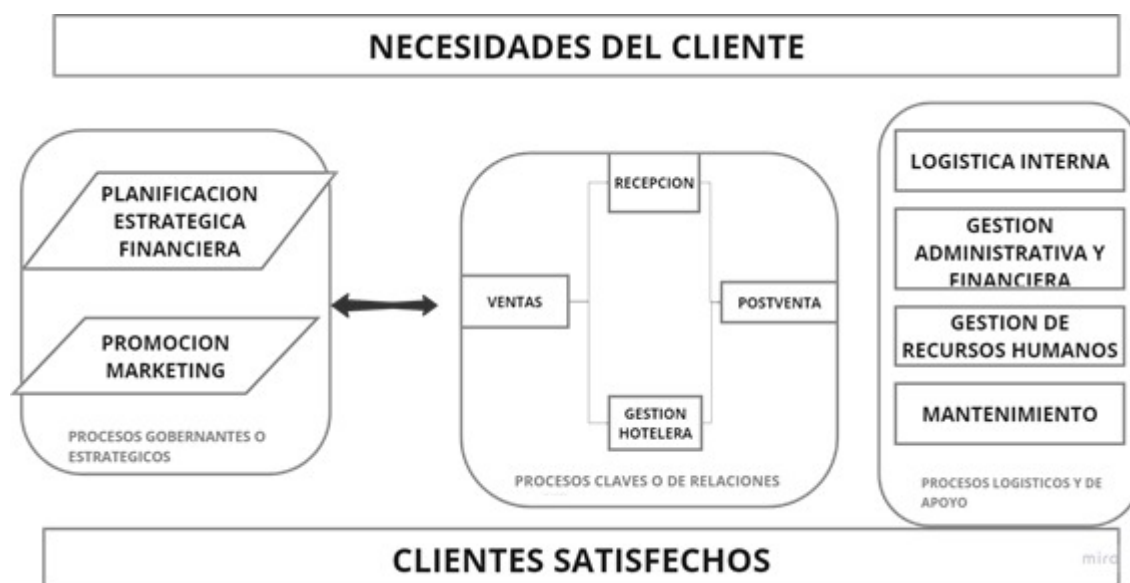 NECESIDADES DEL CLIENTE
PLANIFICACION
ESTRATEGICA
FINANCIERA
PROMOCION
MARKETING
PROCESOS GOBERNANTES O
ESTRATEGICOS
RECEPCION
VENTAS
POSTVENTA
GESTION
HOTELERA
PROCESOS CLAVES O DE RELACIONES
LOGISTICA INTERNA
GESTION
ADMINISTRATIVA Y
FINANCIERA
GESTION DE
RECURSOS HUMANOS
MANTENIMIENTO
PROCESOS LOGISTICOS Y DE
APOYO
CLIENTES SATISFECHOS
miro